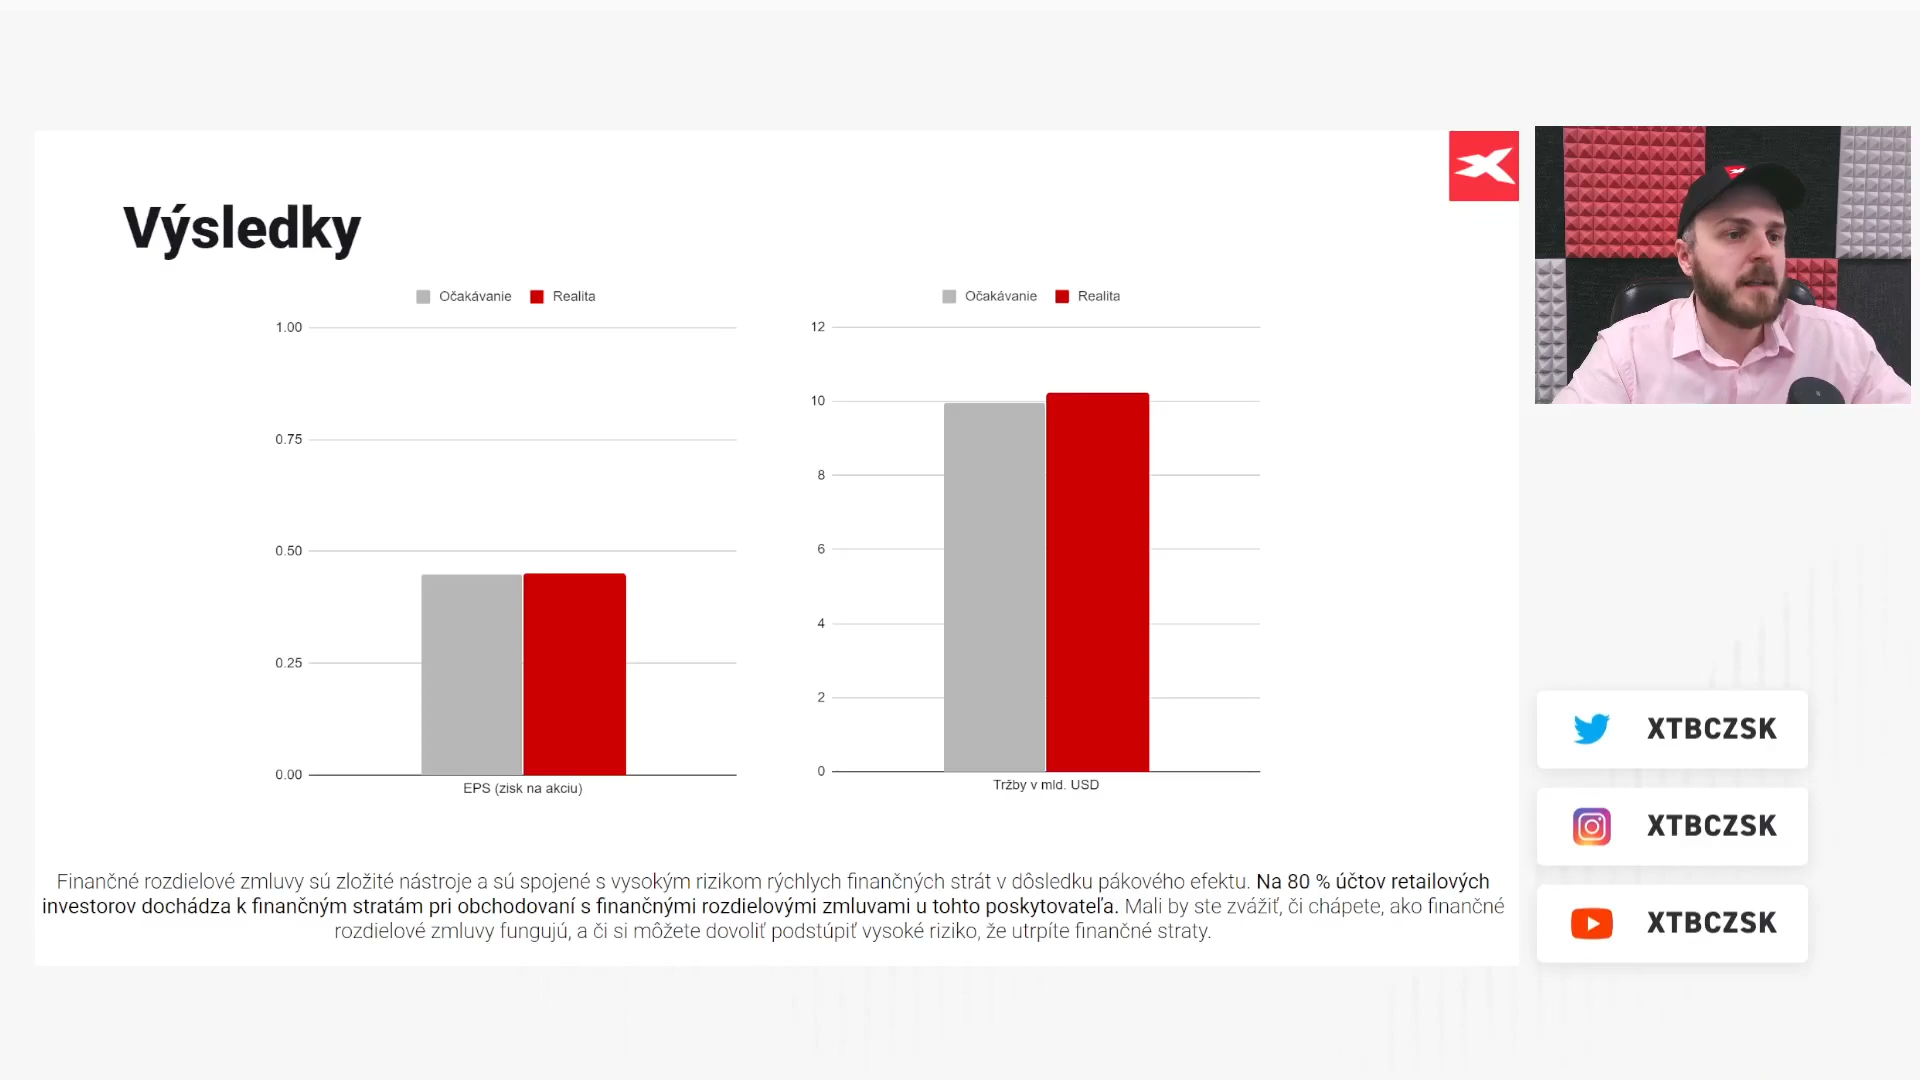 Výsledky
Očakávanie Realita
1.00
0.75
0.50
0.25
0.00
EPS (zisk na akciu)
Očakávanie Realita
12
10
8
6
4
2
0
Tržby v mld. USD
Finančné rozdielové zmluvy sú zložité nástroje a sú spojené s vysokým rizikom rýchlych finančných strát v dôsledku pákového efektu. Na 80 % účtov retailových
investorov dochádza k finančným stratám pri obchodovaní s finančnými rozdielovými zmluvami u tohto poskytovateľa. Mali by ste zvážiť, či chápete, ako finančné
rozdielové zmluvy fungujú, a či si môžete dovoliť podstúpiť vysoké riziko, že utrpíte finančné straty.
XTBCZSK
XTBCZSK
XTBCZSK